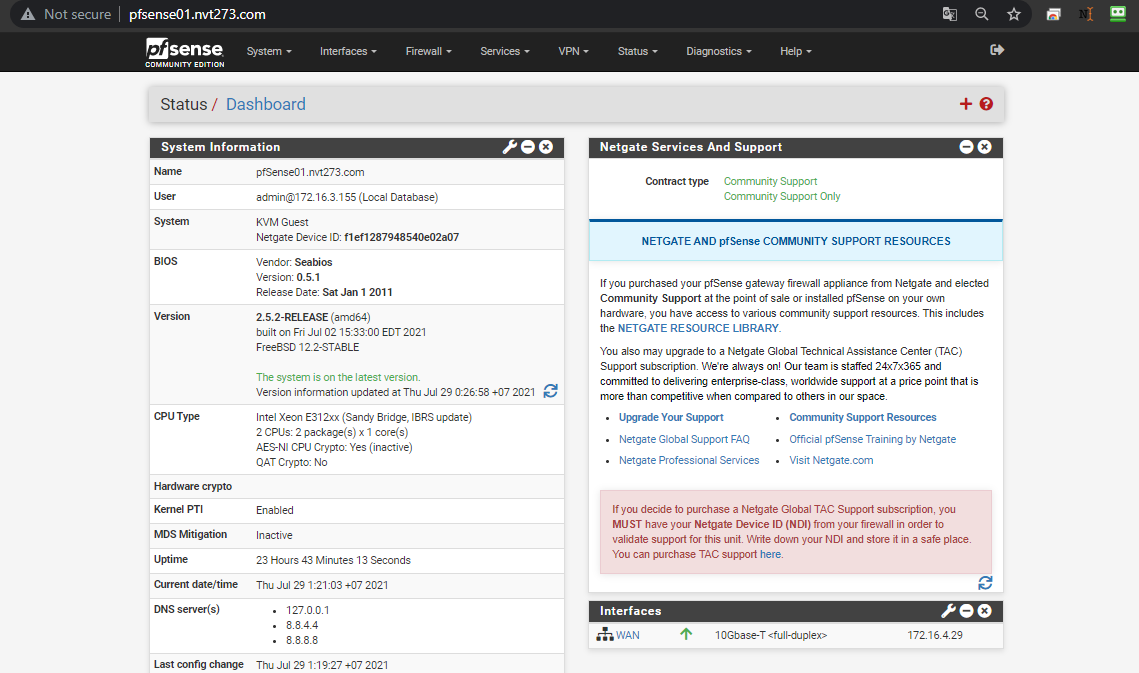 Not secure pfsense01.nvt273.com
pfsense
COMMUNITY EDITION
System Interfaces Firewall Services VPN Status Diagnostics Help
Status / Dashboard
System Information
Name pfSense01.nvt273.com
User admin@172.16.3.155 (Local Database)
System KVM Guest
Netgate Device ID: f1ef1287948540e02a07
BIOS Vendor: Seabios
Version: 0.5.1
Release Date: Sat Jan 1 2011
Version 2.5.2-RELEASE (amd64)
built on Fri Jul 02 15:33:00 EDT 2021
FreeBSD 12.2-STABLE
The system is on the latest version.
Version information updated at Thu Jul 29 0:26:58 +07 2021
CPU Type Intel Xeon E312xx (Sandy Bridge, IBRS update)
2 CPUs: 2 package(s) x 1 core(s)
AES-NI CPU Crypto: Yes (inactive)
QAT Crypto: No
Hardware crypto
Kernel PTI Enabled
MDS Mitigation Inactive
Uptime 23 Hours 43 Minutes 13 Seconds
Current date/time Thu Jul 29 1:21:03 +07 2021
DNS server(s) 127.0.0.1
8.8.4.4
8.8.8.8
Last config change Thu Jul 29 1:19:27 +07 2021
Netgate Services And Support
Contract type Community Support
Community Support Only
NETGATE AND pfSense COMMUNITY SUPPORT RESOURCES
If you purchased your pfSense gateway firewall appliance from Netgate and elected
Community Support at the point of sale or installed pfSense on your own
hardware, you have access to various community support resources. This includes
the NETGATE RESOURCE LIBRARY.
You also may upgrade to a Netgate Global Technical Assistance Center (TAC)
Support subscription. We're always on! Our team is staffed 24x7x365 and
committed to delivering enterprise-class, worldwide support at a price point that is
more than competitive when compared to others in our space.
Upgrade Your Support Community Support Resources
Netgate Global Support FAQ Official pfSense Training by Netgate
Netgate Professional Services Visit Netgate.com
If you decide to purchase a Netgate Global TAC Support subscription, you
MUST have your Netgate Device ID (NDI) from your firewall in order to
validate support for this unit. Write down your NDI and store it in a safe place.
You can purchase TAC support here.
Interfaces
WAN 10Gbase-T <full-duplex> 172.16.4.29